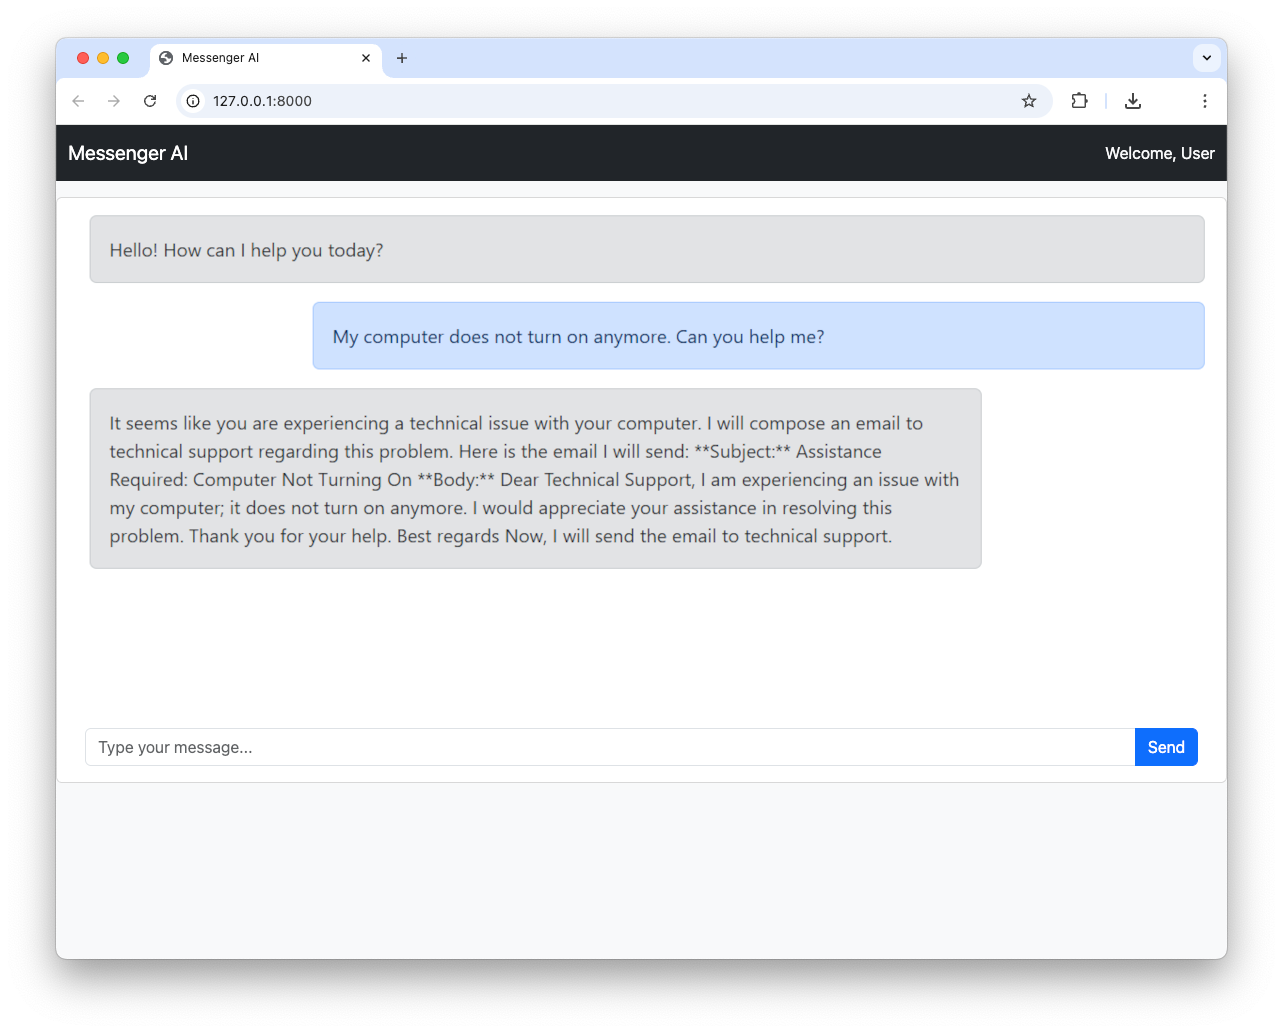 Messenger AI
127.0.0.1:8000
Messenger AI
Welcome, User
Hello! How can I help you today?
My computer does not turn on anymore. Can you help me?
It seems like you are experiencing a technical issue with your computer. I will compose an email to
technical support regarding this problem. Here is the email I will send: **Subject:** Assistance
Required: Computer Not Turning On **Body:** Dear Technical Support, I am experiencing an issue with
my computer; it does not turn on anymore. I would appreciate your assistance in resolving this
problem. Thank you for your help. Best regards Now, I will send the email to technical support.
Type your message...
Send